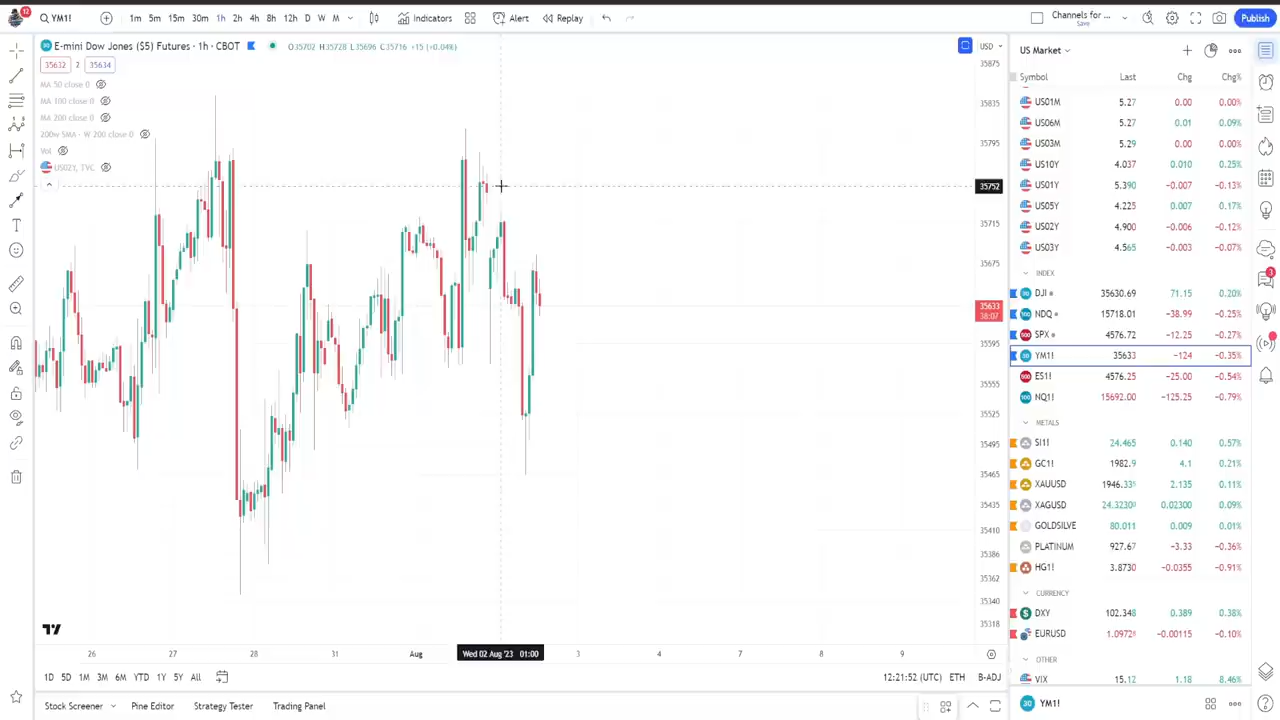 12
YM1!
1m 5m 15m 30m 1h 2h 4h 8h 12h D W M
Indicators
Alert
Replay
Channels for ...
Save
Publish
E-mini Dow Jones ($5) Futures · 1h · CBOT
O35702 H35728 L35696 C35716 +15 (+0.04%)
35632 2 35634
MA 50 close 0
MA 100 close 0
MA 200 close 0
200w SMA - W 200 close 0
Vol
US02Y, TVC
USD
35875
35835
35795
35752
35715
35675
35633
38:07
35595
35555
35525
35495
35465
35435
35410
35386
35362
35340
35318
26 27 28 31 Aug Wed 02 Aug '23 01:00 3 4 7 8 9
1D 5D 1M 3M 6M YTD 1Y 5Y All
12:21:52 (UTC) ETH B-ADJ
Stock Screener Pine Editor Strategy Tester Trading Panel
US Market
Symbol Last Chg Chg%
US01M 5.27 0.00 0.00%
US06M 5.27 0.01 0.09%
US03M 5.29 0.00 0.00%
US10Y 4.037 0.010 0.25%
US01Y 5.390 -0.007 -0.13%
US05Y 4.225 0.007 0.17%
US02Y 4.900 -0.006 -0.12%
US03Y 4.565 -0.003 -0.07%
INDEX
DJI 35630.69 71.15 0.20%
NDQ 15718.01 -38.99 -0.25%
SPX 4576.72 -12.25 -0.27%
YM1! 35633 -124 -0.35%
ES1! 4576.25 -25.00 -0.54%
NQ1! 15692.00 -125.25 -0.79%
METALS
SI1! 24.465 0.140 0.57%
GC1! 1982.9 4.1 0.21%
XAUUSD 1946.335 2.135 0.11%
XAGUSD 24.3230 0.02300 0.09%
GOLDSILVE 80.011 0.009 0.01%
PLATINUM 927.67 -3.33 -0.36%
HG1! 3.8730 -0.0355 -0.91%
CURRENCY
DXY 102.348 0.389 0.38%
EURUSD 1.0972 -0.00115 -0.10%
OTHER
VIX 15.12 1.18 8.46%
YM1!
3